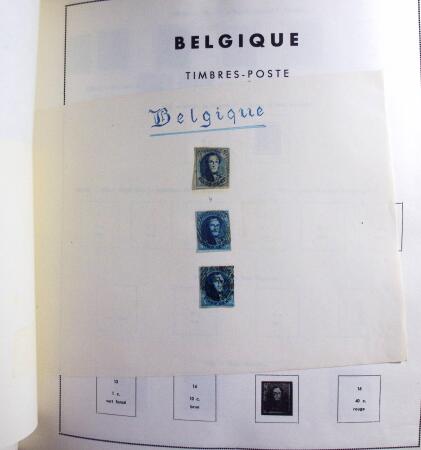 BELGIQUE
TIMBRES-POSTE
Belgique
13
1 c.
vert foncé
14
10 c.
brun
16
40 c.
rouge